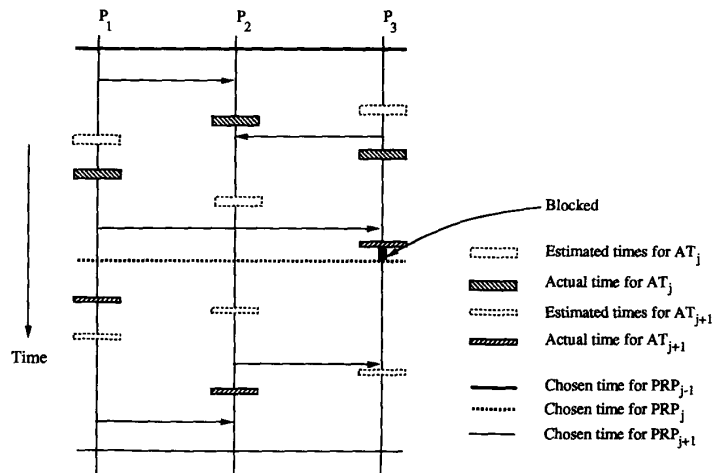 P1 P2 P3
Blocked
Estimated times for ATj
Actual time for ATj
Estimated times for ATj+1
Actual time for ATj+1
Time
Chosen time for PRPj-1
Chosen time for PRPj
Chosen time for PRPj+1